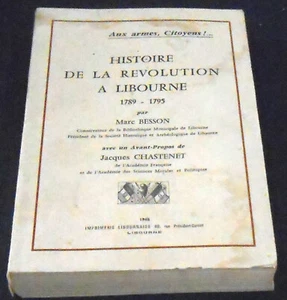 Aux armes, Citoyens !...
HISTOIRE
DE LA REVOLUTION
A LIBOURNE
1789 - 1795
par
Marc BESSON
Conservateur de la Bibliothèque Municipale de Libourne
Président de la Société Historique et Archéologique de Libourne
avec un Avant-Propos de
Jacques CHASTENET
de l'Académie Française
et de l'Académie des Sciences Morales et Politiques
IMPRIMERIE LIBOURNAISE
LIBOURNE